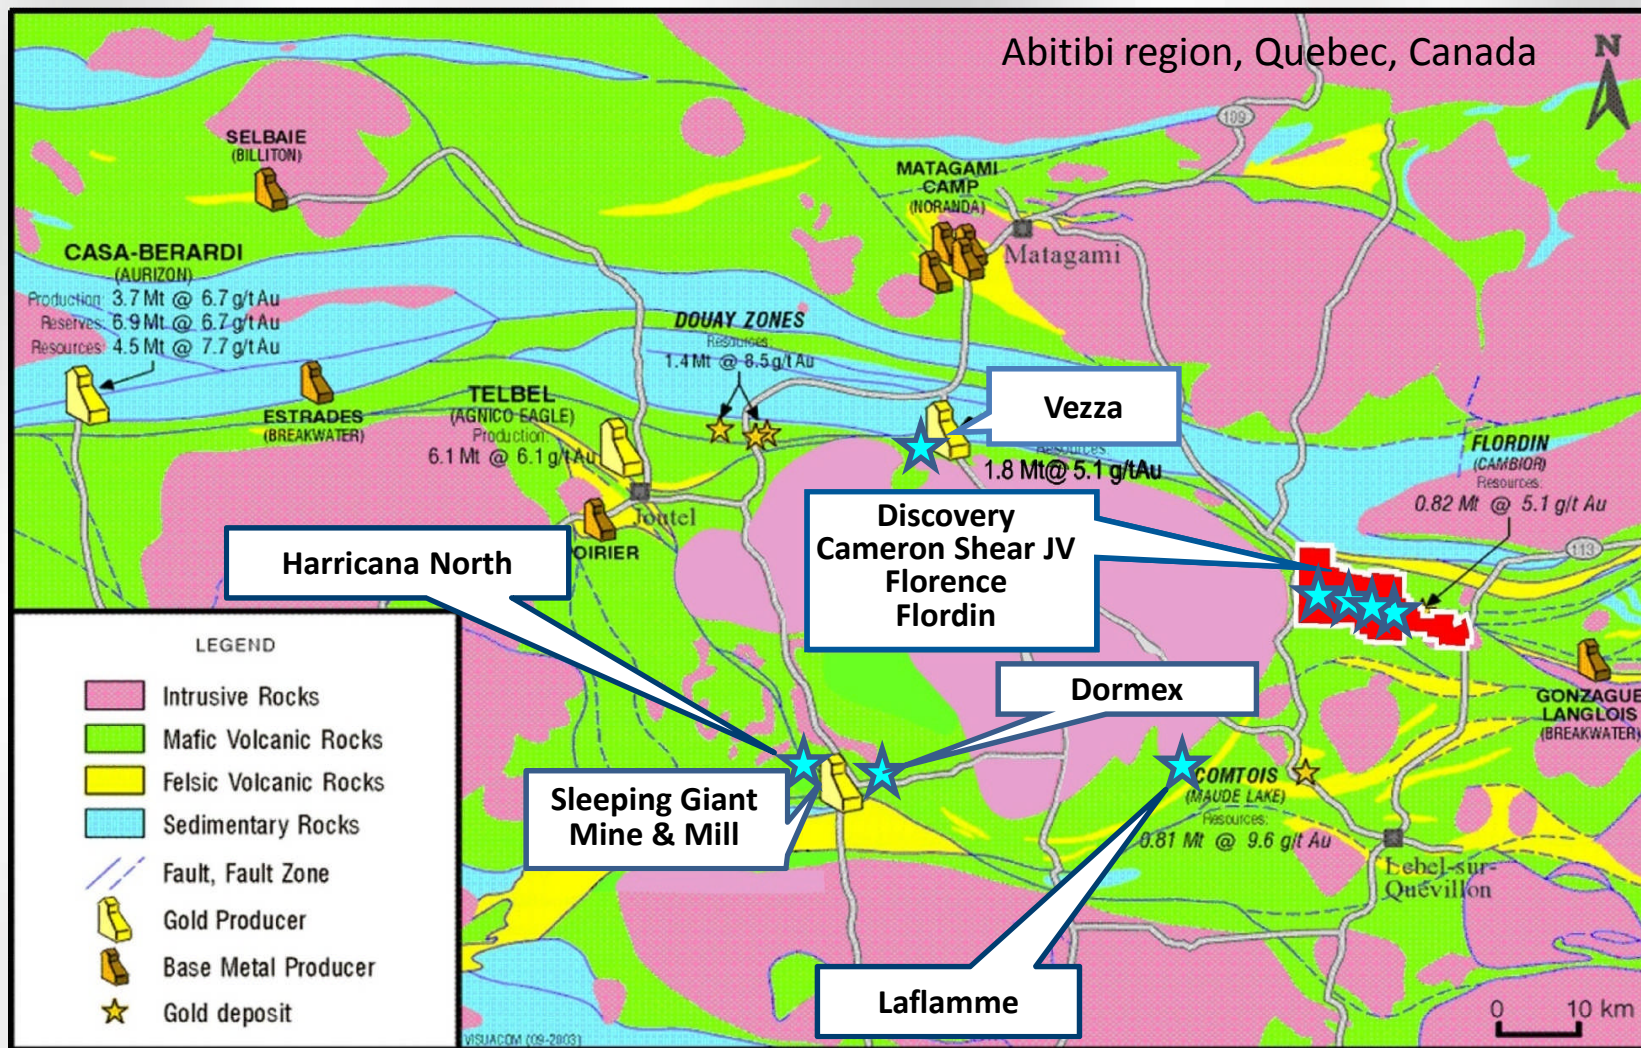 Abitibi region, Quebec, Canada
N
109
SELBAIE
(BILLITON)
MATAGAMI
CAMP
(NORANDA)
Matagami
CASA-BERARDI
(AURIZON)
Production: 3.7 Mt @ 6.7 g/t Au
Reserves: 6.9 Mt @ 6.7 g/t Au
Resources: 4.5 Mt @ 7.7 g/t Au
DOUAY ZONES
Resources:
1.4 Mt @ 8.5 g/t Au
ESTRADES
(BREAKWATER)
TELBEL
(AGNICO EAGLE)
Production:
6.1 Mt @ 6.1 g/t Au
Vezza
Resources:
1.8 Mt@ 5.1 g/tAu
FLORDIN
(CAMBIOR)
Resources:
0.82 Mt @ 5.1 g/t Au
Joutel
OIRIER
113
Discovery
Cameron Shear JV
Florence
Flordin
Harricana North
Dormex
GONZAGUE
LANGLOIS
(BREAKWATER)
Sleeping Giant
Mine & Mill
COMTOIS
(MAUDE LAKE)
Resources:
0.81 Mt @ 9.6 g/t Au
Lebel-sur-
Quévillon
Laflamme
LEGEND
Intrusive Rocks
Mafic Volcanic Rocks
Felsic Volcanic Rocks
Sedimentary Rocks
Fault, Fault Zone
Gold Producer
Base Metal Producer
Gold deposit
VISUACOM (09-2003)
0 10 km